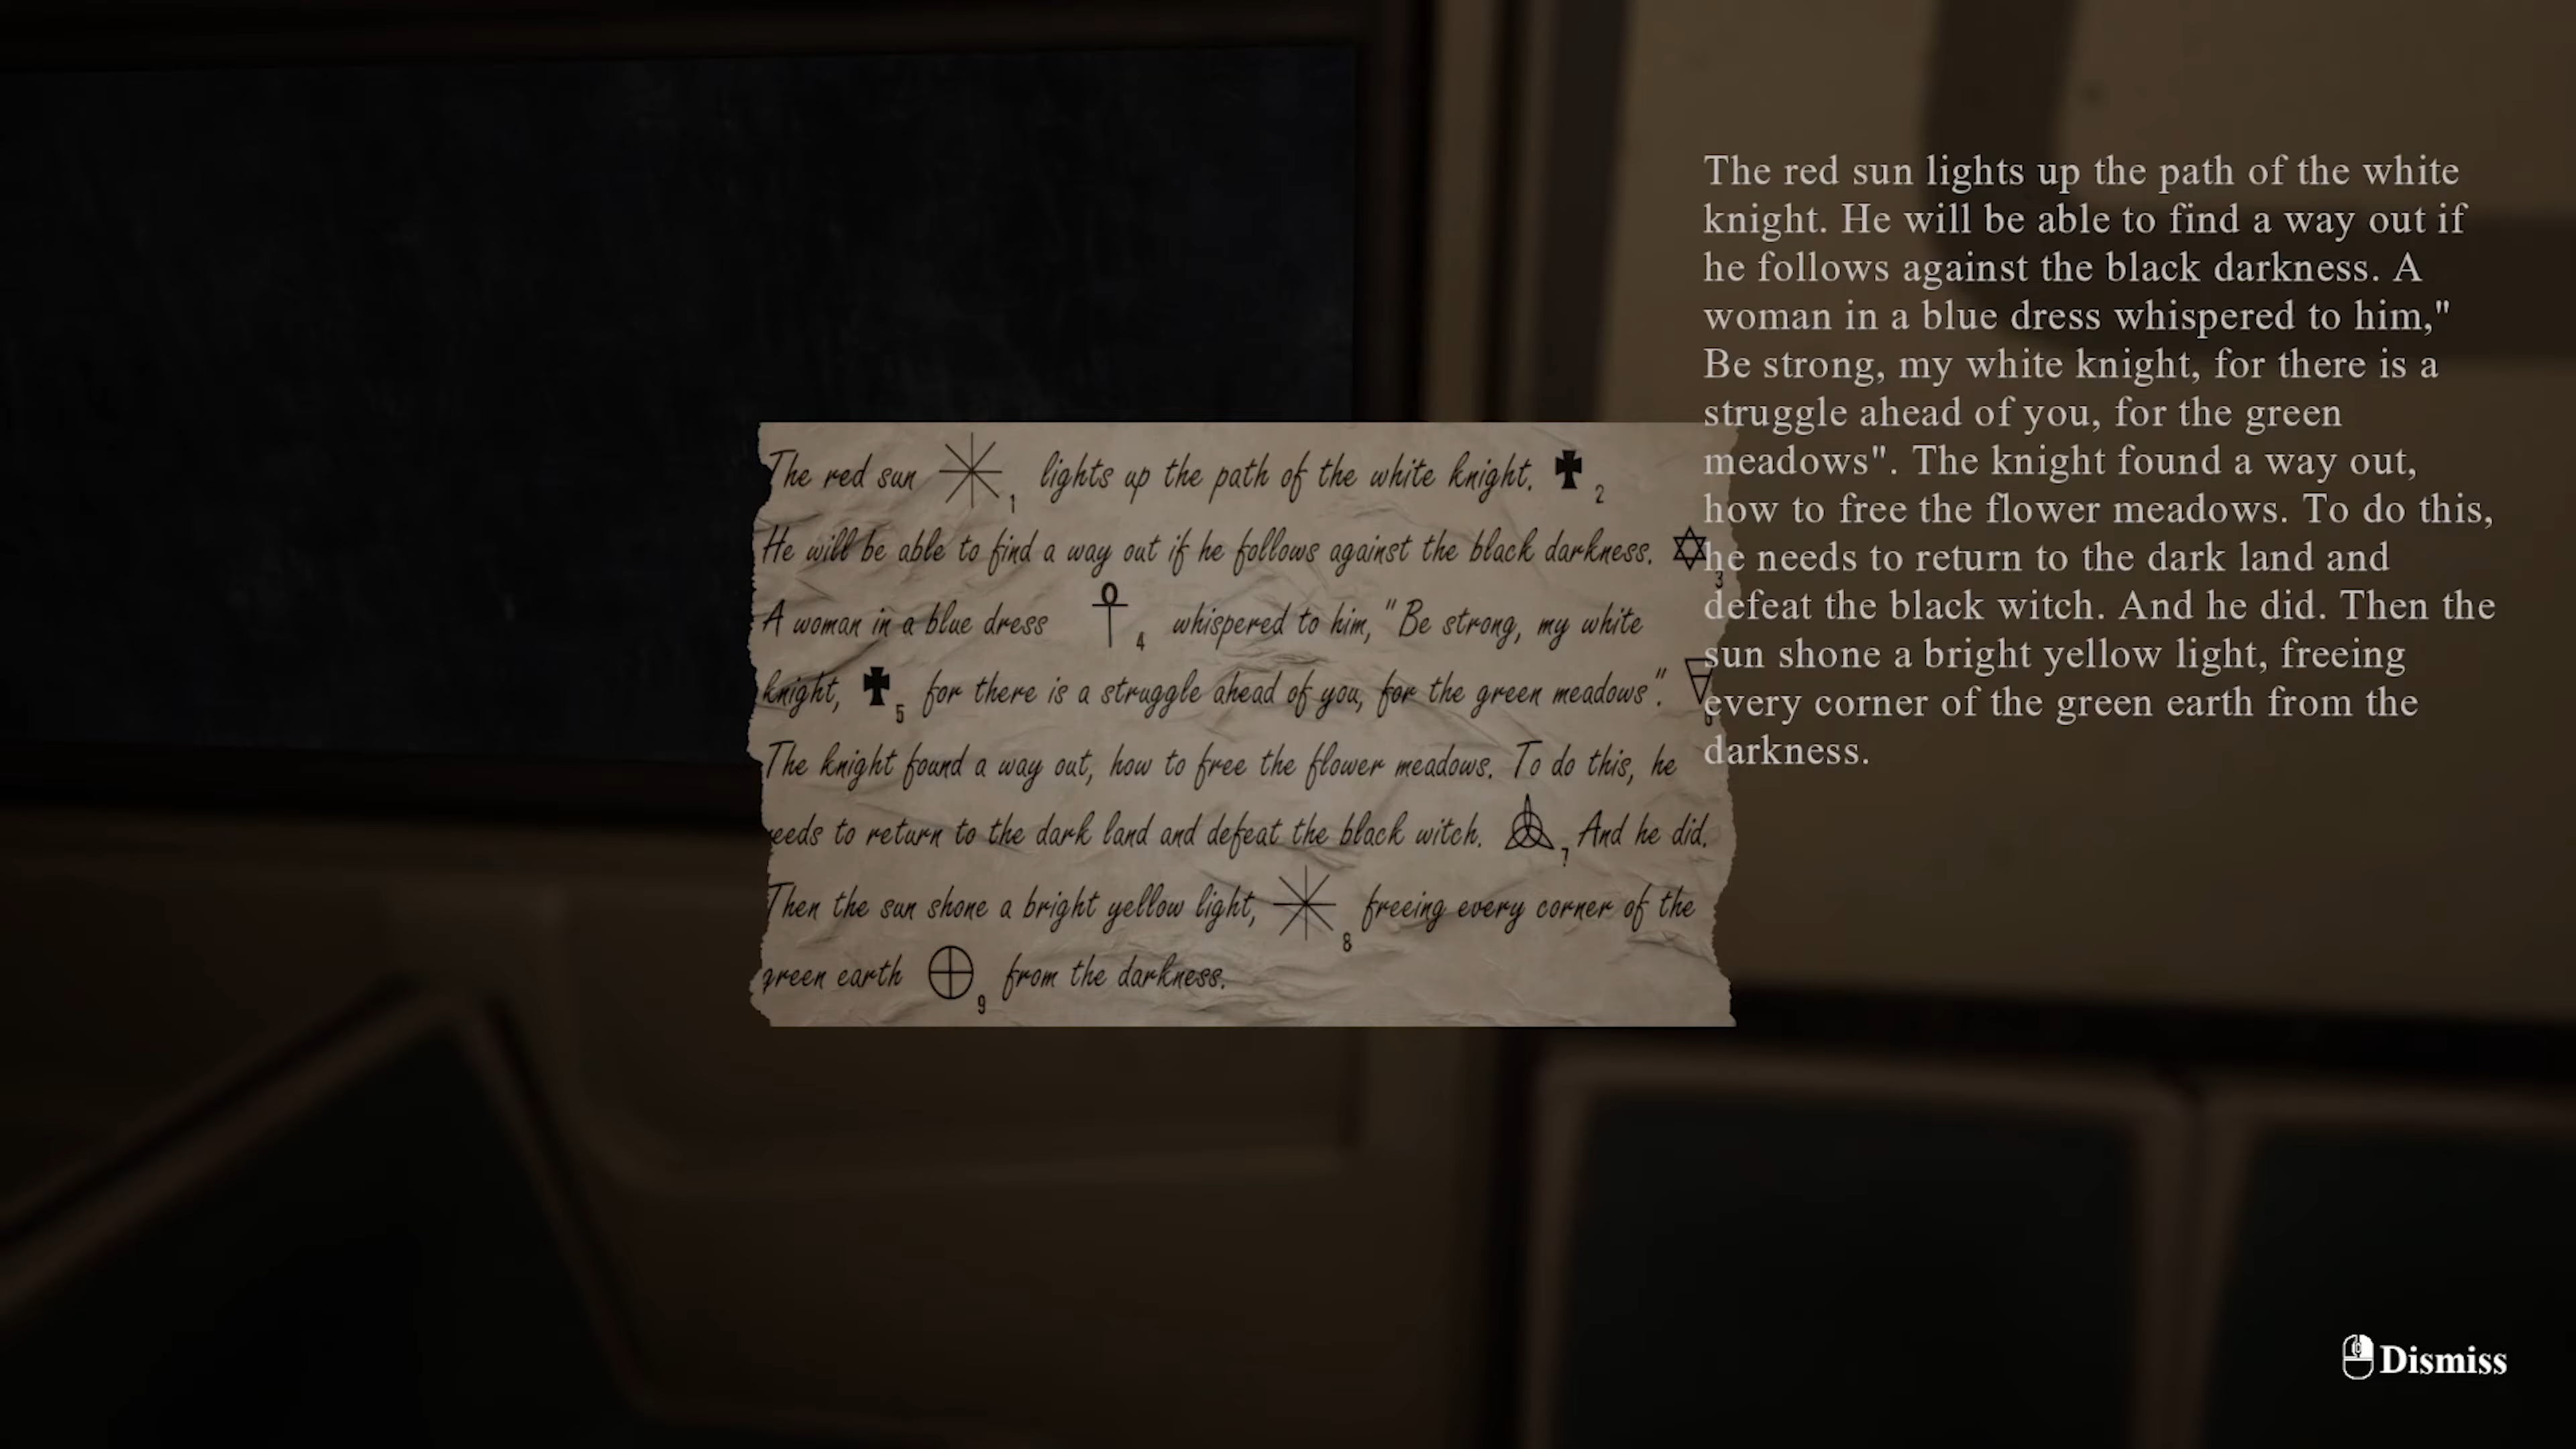 The red sun 1 lights up the path of the white knight. 2
He will be able to find a way out if he follows against the black darkness. 3
A woman in a blue dress 4 whispered to him, "Be strong, my white
knight, 5 for there is a struggle ahead of you, for the green meadows". 6
The knight found a way out, how to free the flower meadows. To do this, he
needs to return to the dark land and defeat the black witch. 7 And he did.
Then the sun shone a bright yellow light, 8 freeing every corner of the
green earth 9 from the darkness.
The red sun lights up the path of the white
knight. He will be able to find a way out if
he follows against the black darkness. A
woman in a blue dress whispered to him,"
Be strong, my white knight, for there is a
struggle ahead of you, for the green
meadows". The knight found a way out,
how to free the flower meadows. To do this,
he needs to return to the dark land and
defeat the black witch. And he did. Then the
sun shone a bright yellow light, freeing
every corner of the green earth from the
darkness.
Dismiss